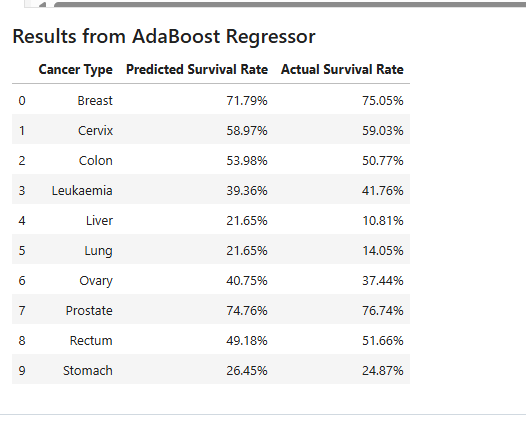 Results from AdaBoost Regressor
Cancer Type Predicted Survival Rate Actual Survival Rate
0 Breast 71.79% 75.05%
1 Cervix 58.97% 59.03%
2 Colon 53.98% 50.77%
3 Leukaemia 39.36% 41.76%
4 Liver 21.65% 10.81%
5 Lung 21.65% 14.05%
6 Ovary 40.75% 37.44%
7 Prostate 74.76% 76.74%
8 Rectum 49.18% 51.66%
9 Stomach 26.45% 24.87%